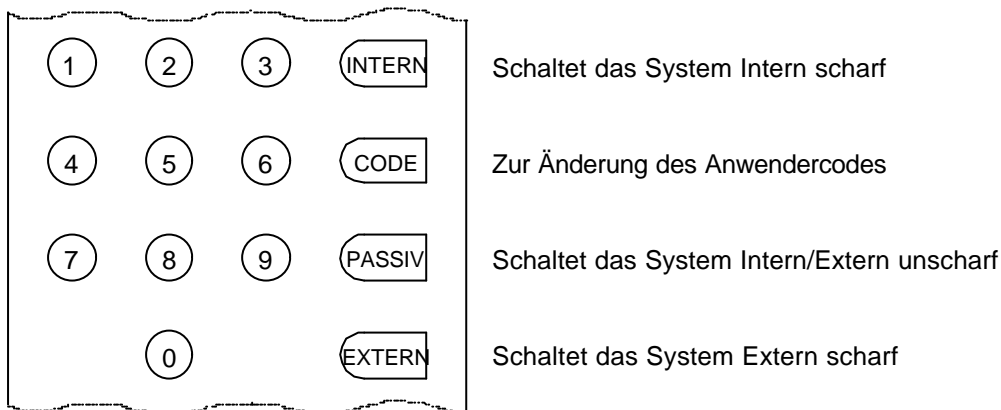 1 2 3 INTERN Schaltet das System Intern scharf
4 5 6 CODE Zur Änderung des Anwendercodes
7 8 9 PASSIV Schaltet das System Intern/Extern unscharf
0 EXTERN Schaltet das System Extern scharf